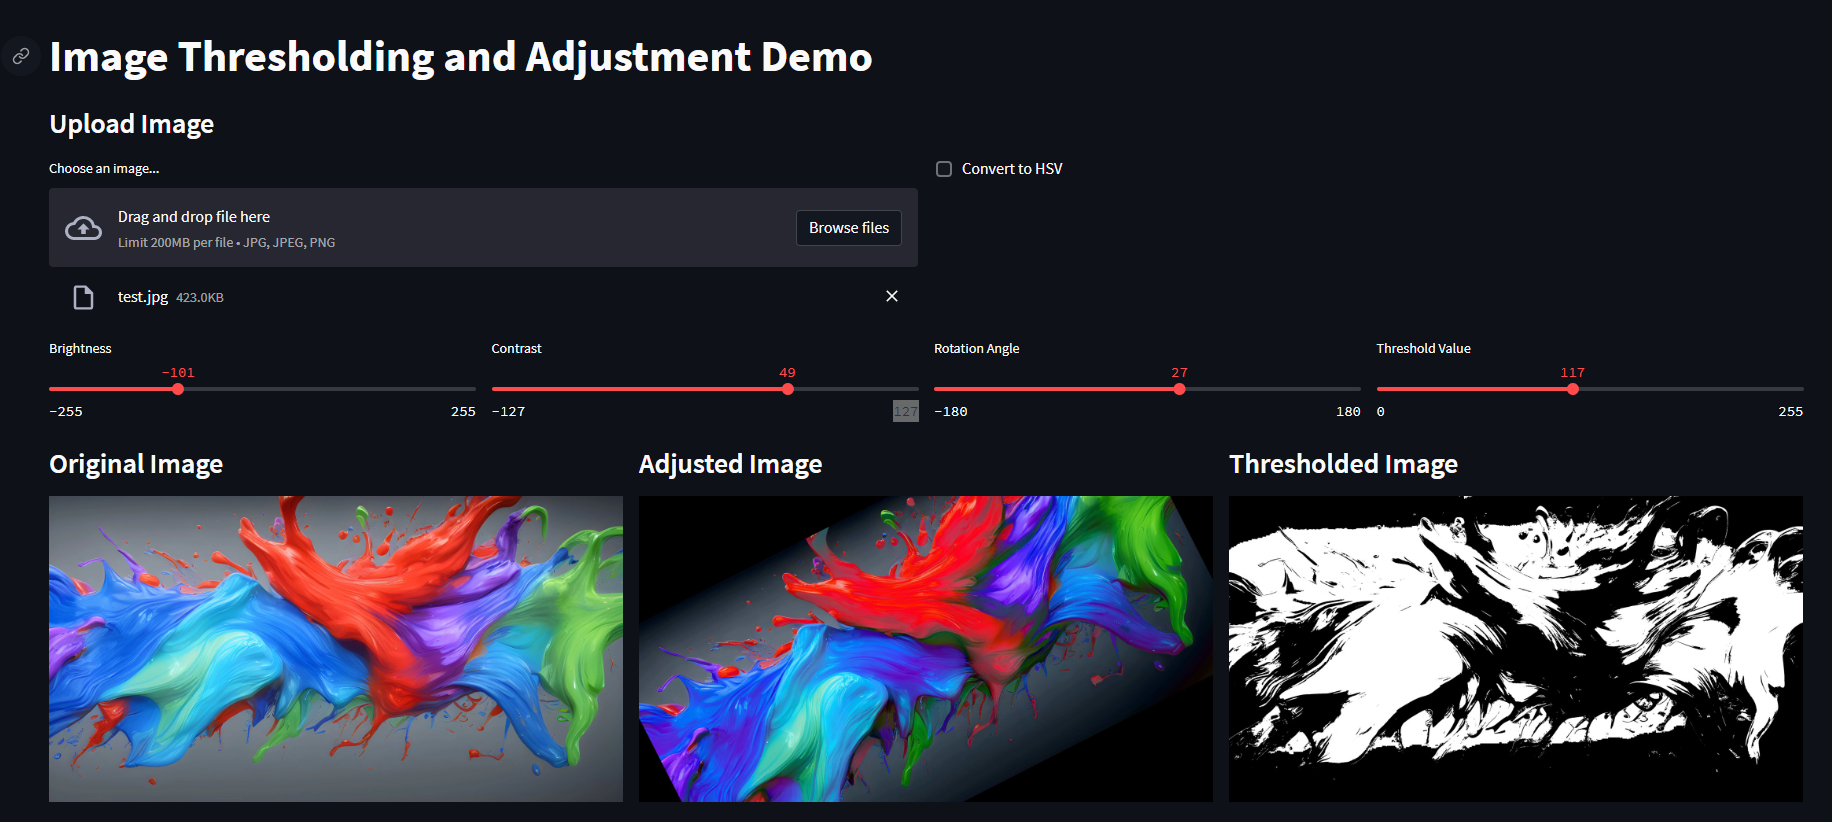 Image Thresholding and Adjustment Demo
Upload Image
Choose an image...
Convert to HSV
Drag and drop file here
Limit 200MB per file • JPG, JPEG, PNG
Browse files
test.jpg 423.0KB
Brightness
Contrast
Rotation Angle
Threshold Value
-101
49
27
117
-255
255
-127
127
-180
180
0
255
Original Image
Adjusted Image
Thresholded Image